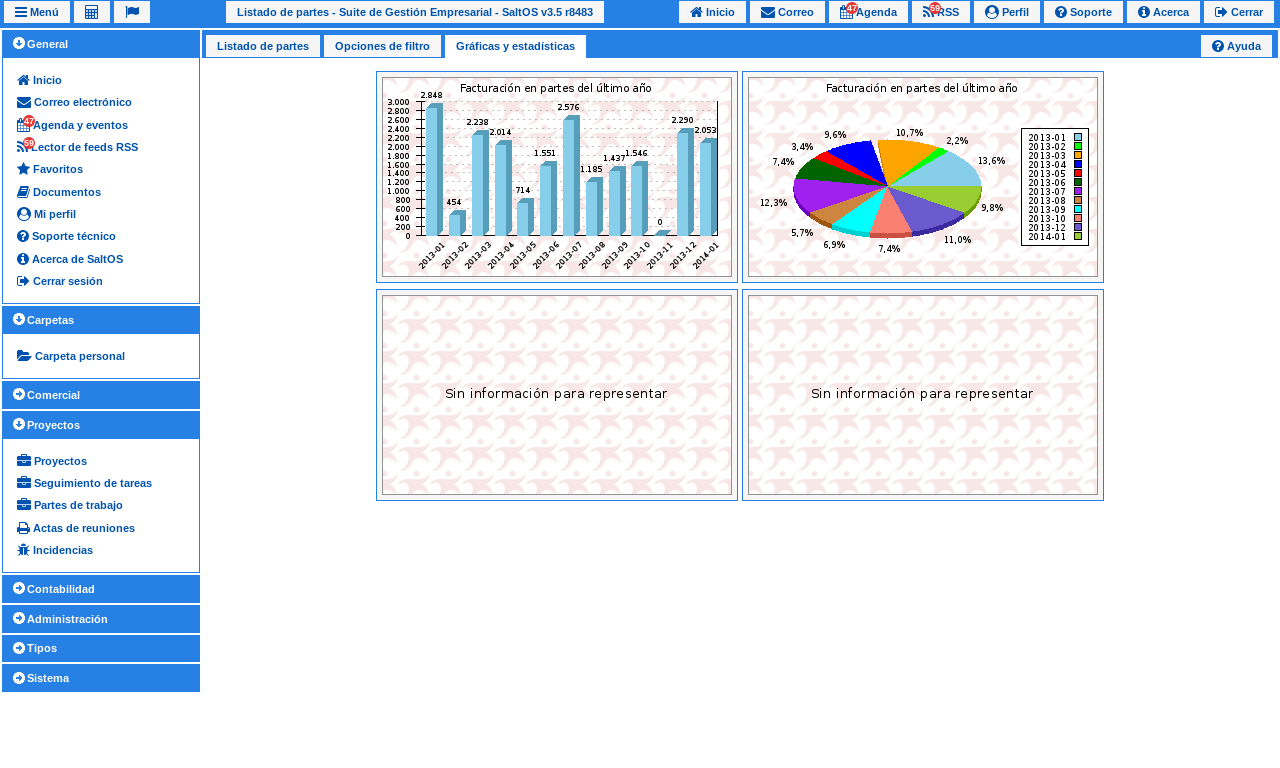 Menú
Listado de partes - Suite de Gestión Empresarial - SaltOS v3.5 r8483
Inicio
Correo
47 Agenda
59 RSS
Perfil
Soporte
Acerca
Cerrar
General
Inicio
Correo electrónico
47 Agenda y eventos
59 Lector de feeds RSS
Favoritos
Documentos
Mi perfil
Soporte técnico
Acerca de SaltOS
Cerrar sesión
Carpetas
Carpeta personal
Comercial
Proyectos
Proyectos
Seguimiento de tareas
Partes de trabajo
Actas de reuniones
Incidencias
Contabilidad
Administración
Tipos
Sistema
Listado de partes
Opciones de filtro
Gráficas y estadísticas
Ayuda
Facturación en partes del último año
3.000
2.800
2.600
2.400
2.200
2.000
1.800
1.600
1.400
1.200
1.000
800
600
400
200
0
2.848
454
2.238
2.014
714
1.551
2.576
1.185
1.437
1.546
0
2.290
2.053
2013-01
2013-02
2013-03
2013-04
2013-05
2013-06
2013-07
2013-08
2013-09
2013-10
2013-11
2013-12
2014-01
Facturación en partes del último año
13,6%
2,2%
10,7%
9,6%
3,4%
7,4%
12,3%
5,7%
6,9%
7,4%
11,0%
9,8%
2013-01
2013-02
2013-03
2013-04
2013-05
2013-06
2013-07
2013-08
2013-09
2013-10
2013-12
2014-01
Sin información para representar
Sin información para representar